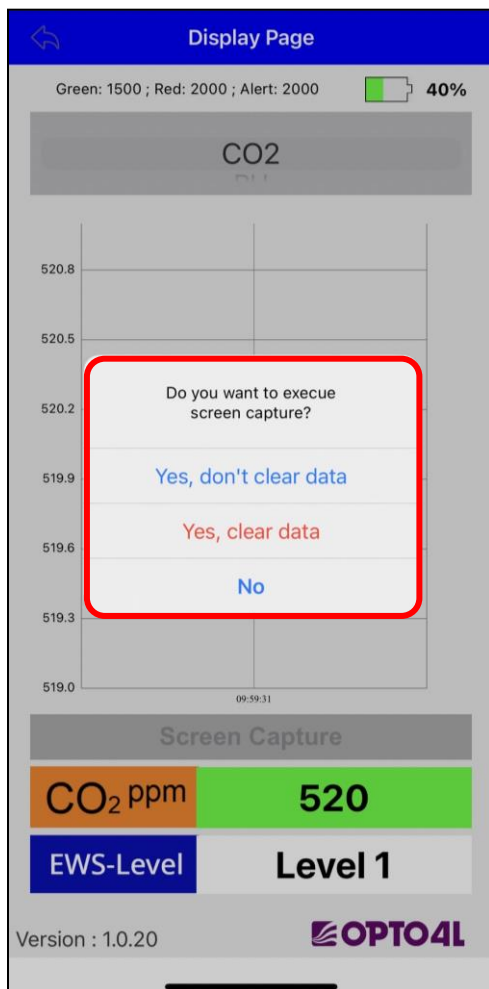 Display Page
Green: 1500 ; Red: 2000 ; Alert: 2000 40%
CO2
520.8
520.5
520.2
519.9
519.6
519.3
519.0
09:59:31
Do you want to execue
screen capture?
Yes, don't clear data
Yes, clear data
No
Screen Capture
CO₂ ppm 520
EWS-Level Level 1
Version : 1.0.20 OPTO4L